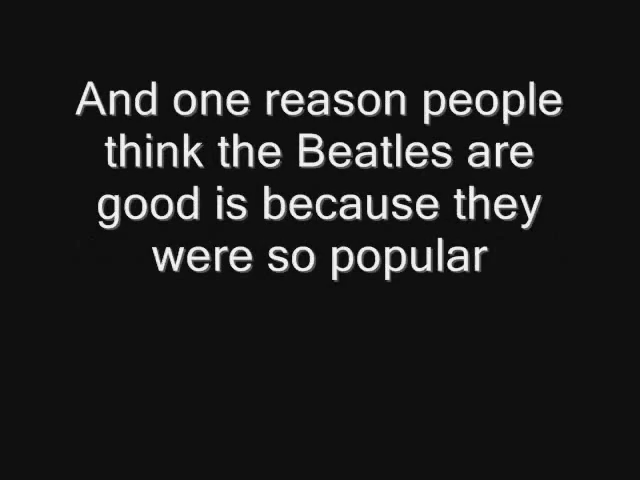 And one reason people
think the Beatles are
good is because they
were so popular